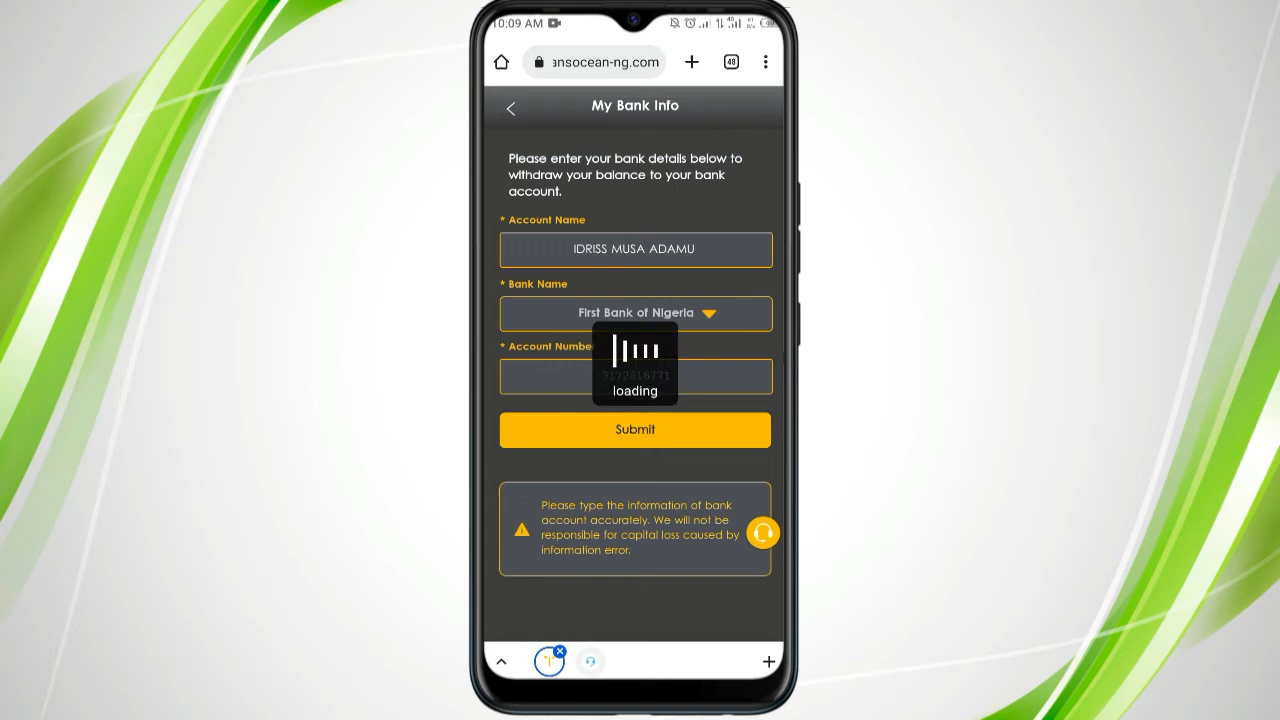 10:09 AM
48
ansocean-ng.com
My Bank Info
Please enter your bank details below to
withdraw your balance to your bank
account.
* Account Name
IDRISS MUSA ADAMU
* Bank Name
First Bank of Nigeria
* Account Numbe
3172516771
loading
Submit
Please type the information of bank
account accurately. We will not be
responsible for capital loss caused by
information error.